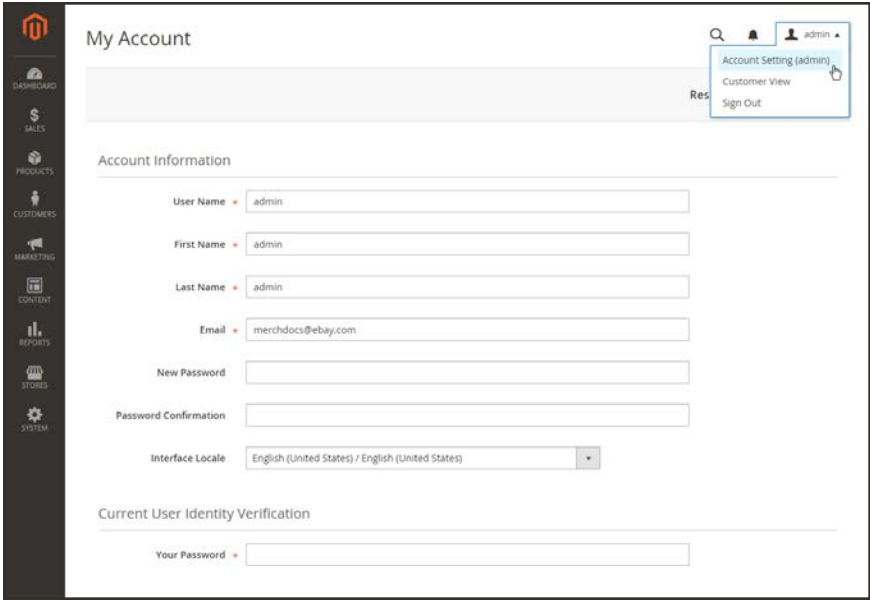 My Account
admin
Account Setting (admin)
Customer View
Sign Out
Res
DASHBOARD
SALES
PRODUCTS
CUSTOMERS
MARKETING
CONTENT
REPORTS
STORES
SYSTEM
Account Information
User Name * admin
First Name * admin
Last Name * admin
Email * merchdocs@ebay.com
New Password
Password Confirmation
Interface Locale English (United States) / English (United States)
Current User Identity Verification
Your Password *